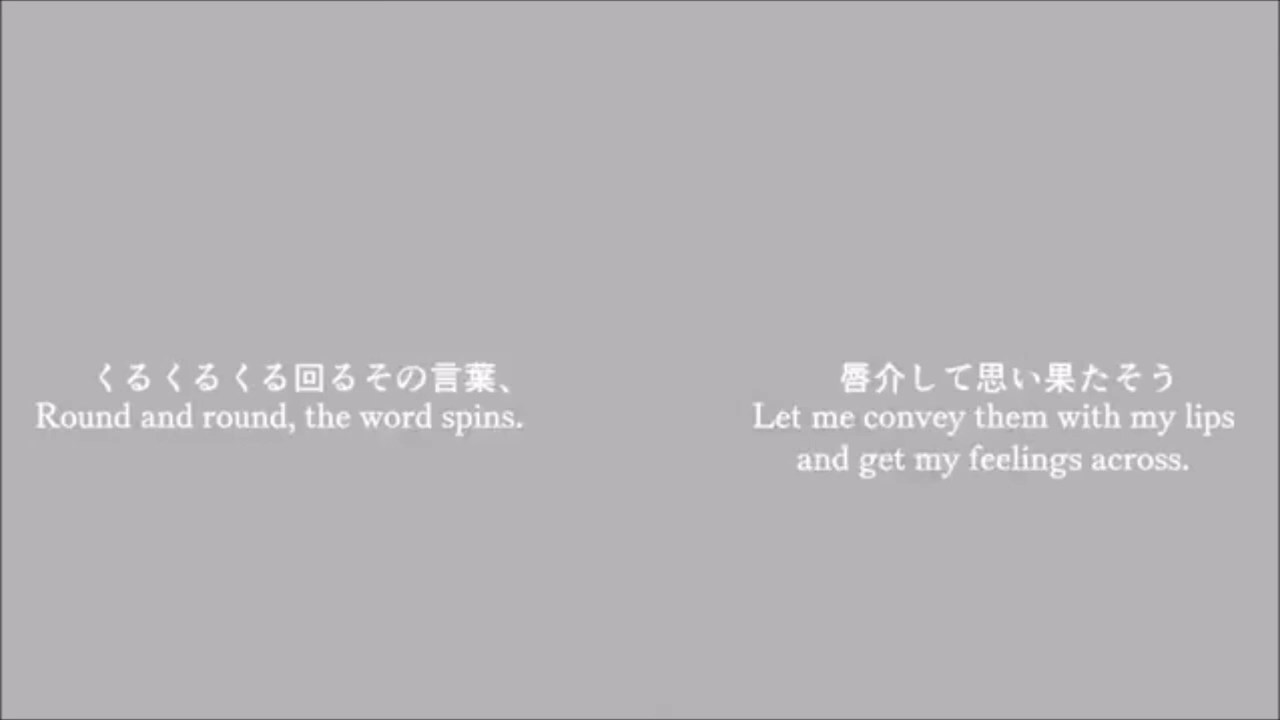 くるくるくる回るその言葉、
Round and round, the word spins.
唇介して思い果たそう
Let me convey them with my lips
and get my feelings across.